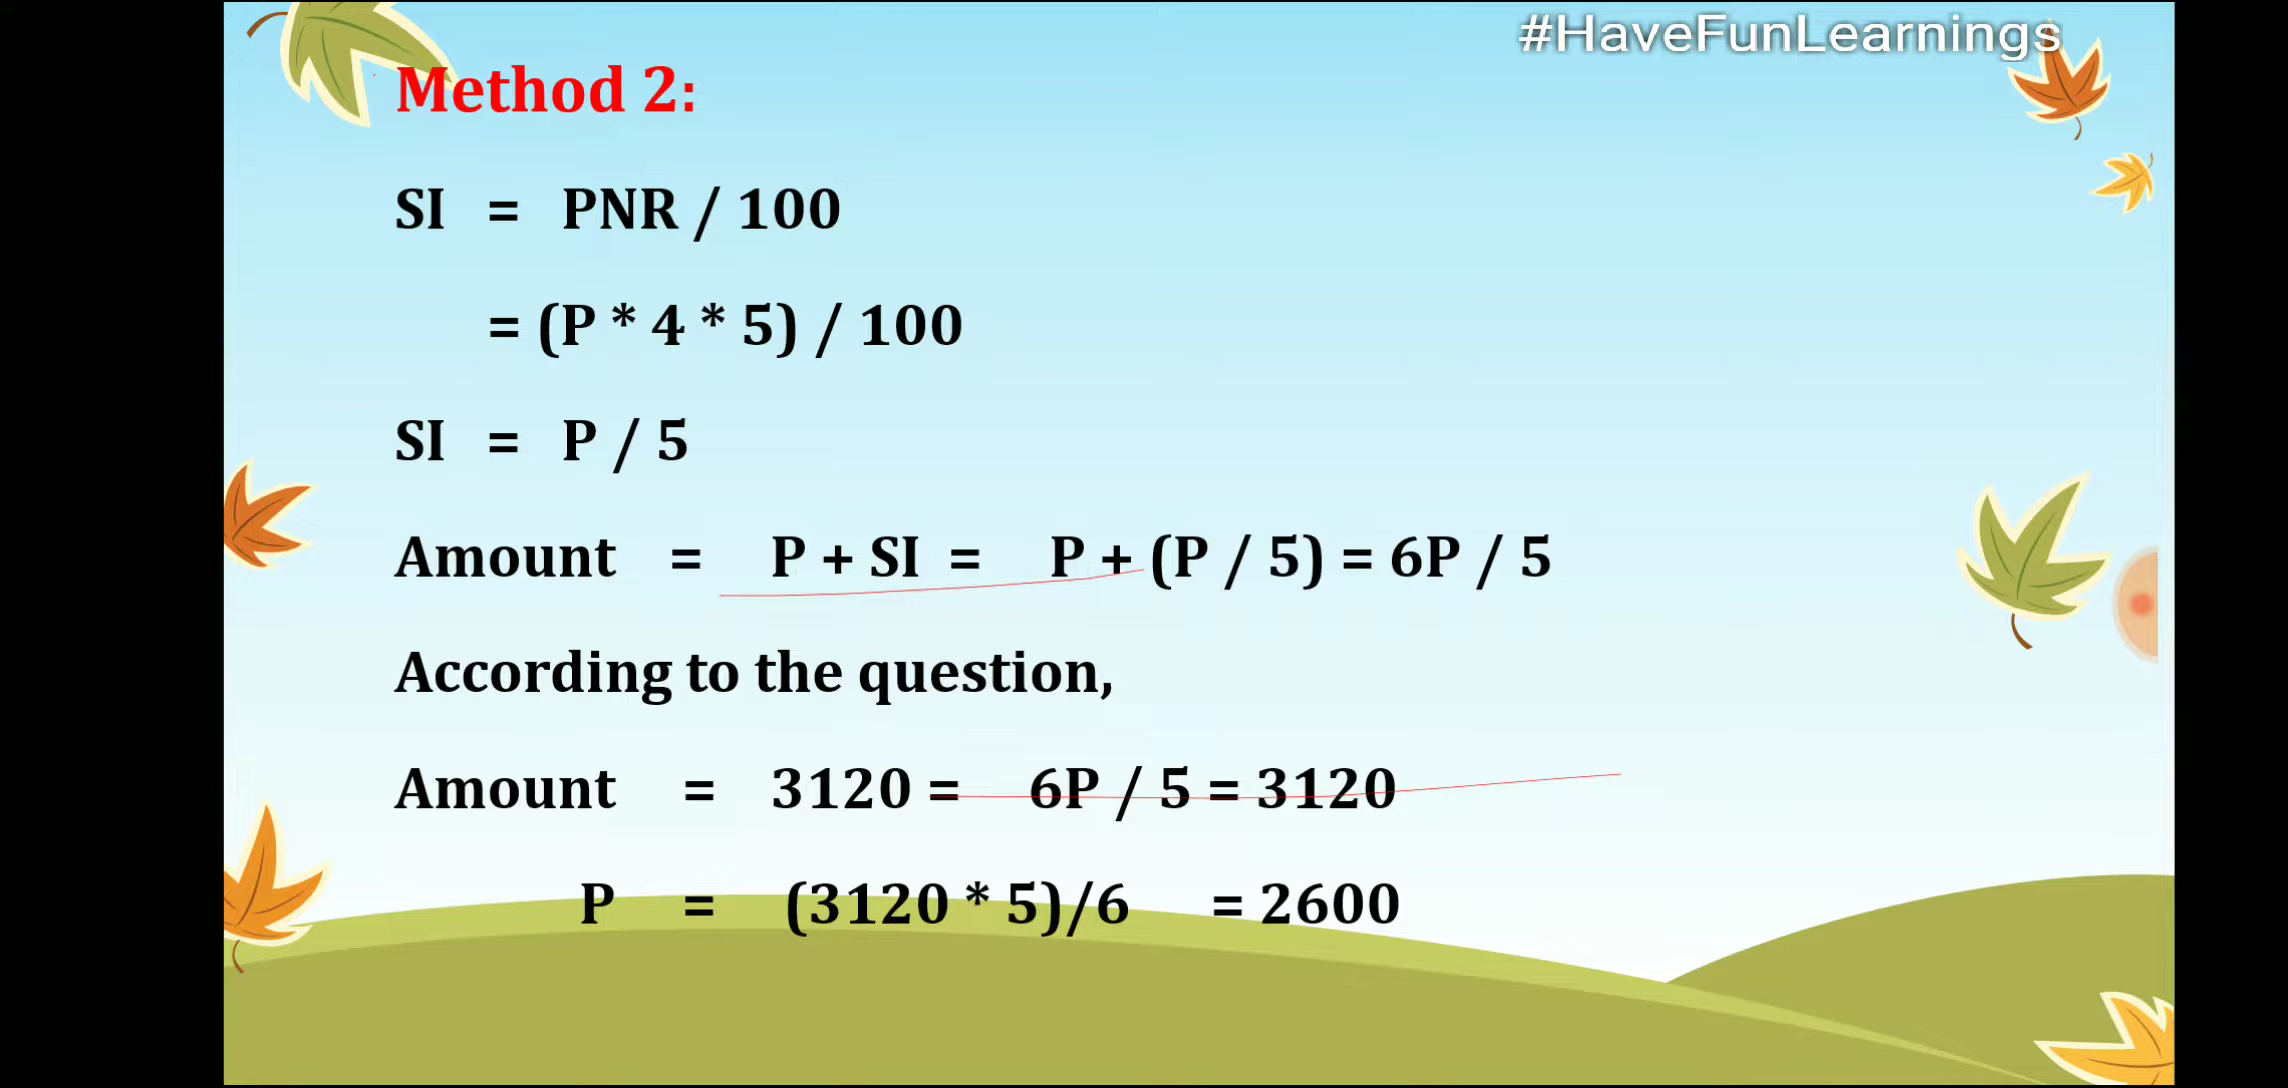 #HaveFunLearnings
Method 2:
SI = PNR / 100
= (P * 4 * 5) / 100
SI = P / 5
Amount = P + SI = P + (P / 5) = 6P / 5
According to the question,
Amount = 3120 = 6P / 5 = 3120
P = (3120 * 5)/6 = 2600